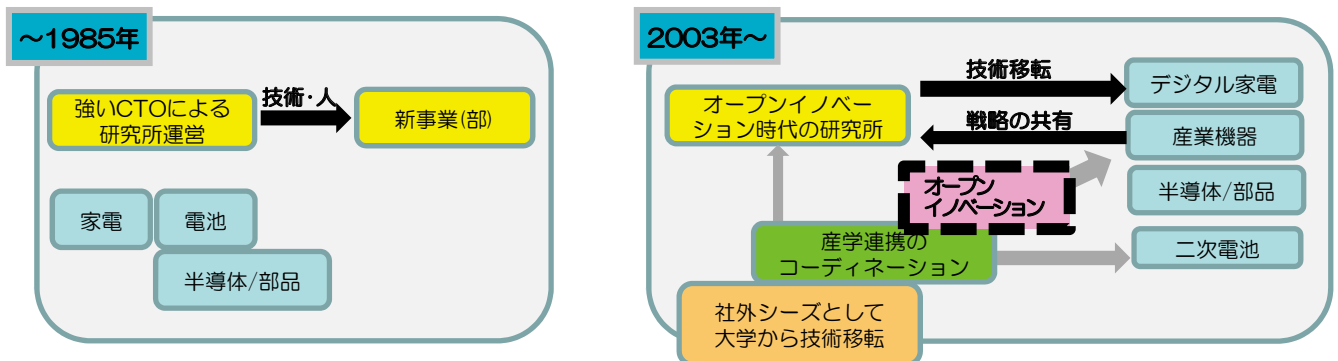 ～1985年
強いCTOによる
研究所運営
技術・人
新事業(部)
家電
電池
半導体/部品
2003年～
オープンイノベー
ション時代の研究所
技術移転
戦略の共有
デジタル家電
産業機器
半導体/部品
二次電池
オープン
イノベーション
産学連携の
コーディネーション
社外シーズとして
大学から技術移転